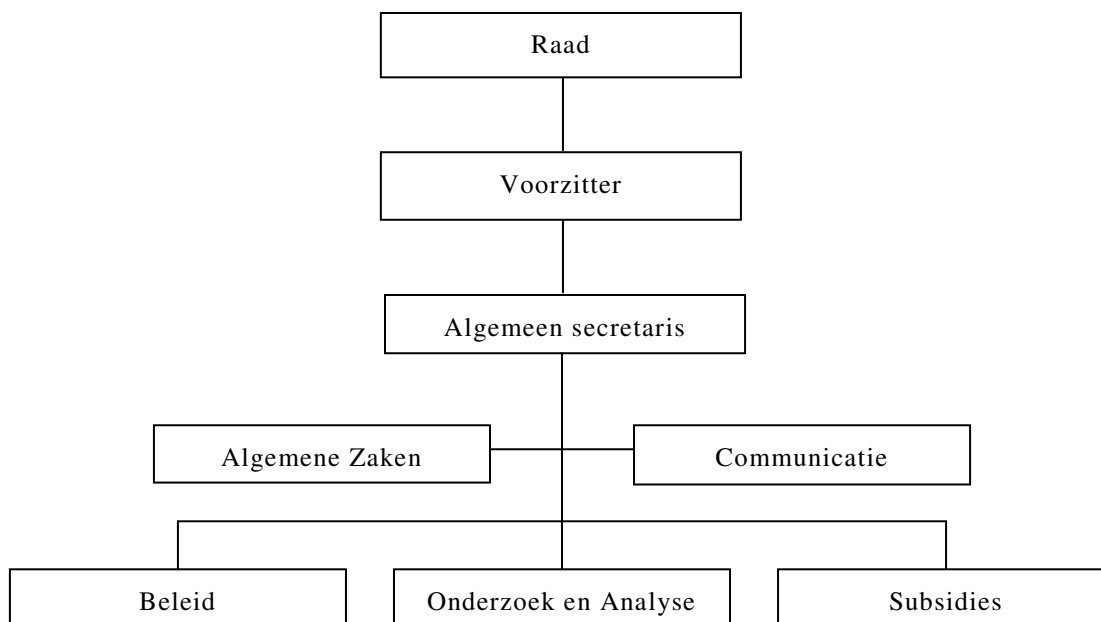 Raad
Voorzitter
Algemeen secretaris
Algemene Zaken
Communicatie
Beleid
Onderzoek en Analyse
Subsidies